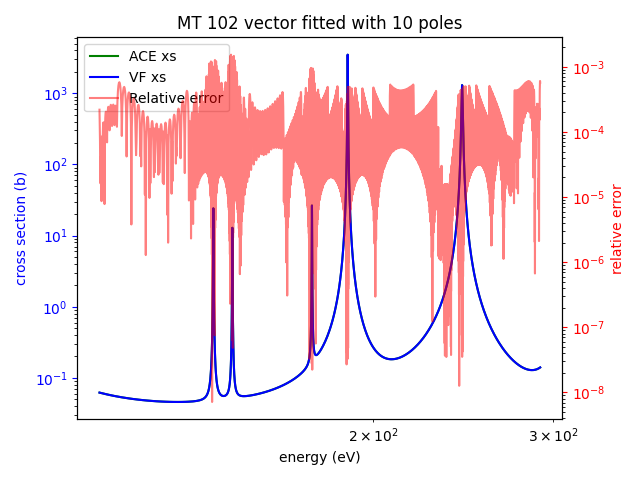 MT 102 vector fitted with 10 poles
ACE xs
VF xs
Relative error
10³
10²
10¹
10⁰
10⁻¹
cross section (b)
10⁻³
10⁻⁴
10⁻⁵
10⁻⁶
10⁻⁷
10⁻⁸
relative error
2 × 10²
3 × 10²
energy (eV)